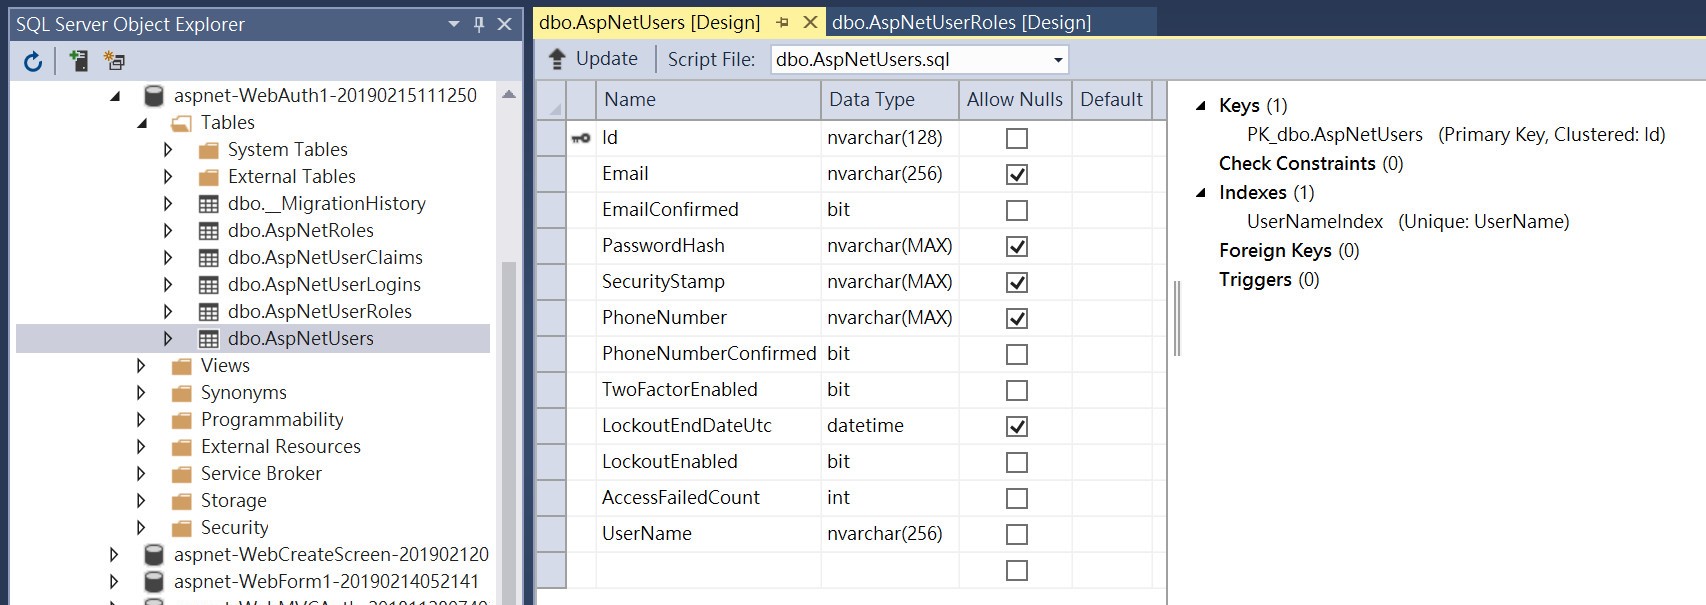 SQL Server Object Explorer
aspnet-WebAuth1-20190215111250
Tables
System Tables
External Tables
dbo.__MigrationHistory
dbo.AspNetRoles
dbo.AspNetUserClaims
dbo.AspNetUserLogins
dbo.AspNetUserRoles
dbo.AspNetUsers
Views
Synonyms
Programmability
External Resources
Service Broker
Storage
Security
aspnet-WebCreateScreen-201902120
aspnet-WebForm1-20190214052141
dbo.AspNetUsers [Design]
dbo.AspNetUserRoles [Design]
Update
Script File:
dbo.AspNetUsers.sql
Name Data Type Allow Nulls Default
Id nvarchar(128)
Email nvarchar(256)
EmailConfirmed bit
PasswordHash nvarchar(MAX)
SecurityStamp nvarchar(MAX)
PhoneNumber nvarchar(MAX)
PhoneNumberConfirmed bit
TwoFactorEnabled bit
LockoutEndDateUtc datetime
LockoutEnabled bit
AccessFailedCount int
UserName nvarchar(256)
Keys (1)
PK_dbo.AspNetUsers (Primary Key, Clustered: Id)
Check Constraints (0)
Indexes (1)
UserNameIndex (Unique: UserName)
Foreign Keys (0)
Triggers (0)